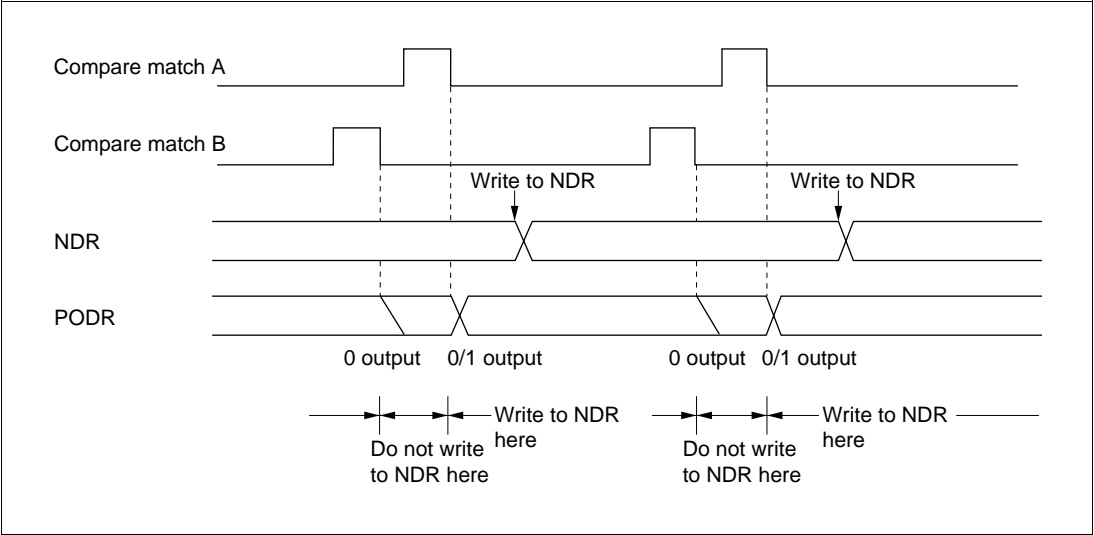 Compare match A
Compare match B
Write to NDR Write to NDR
NDR
PODR
0 output 0/1 output 0 output 0/1 output
Write to NDR Write to NDR
here here
Do not write Do not write
to NDR here to NDR here